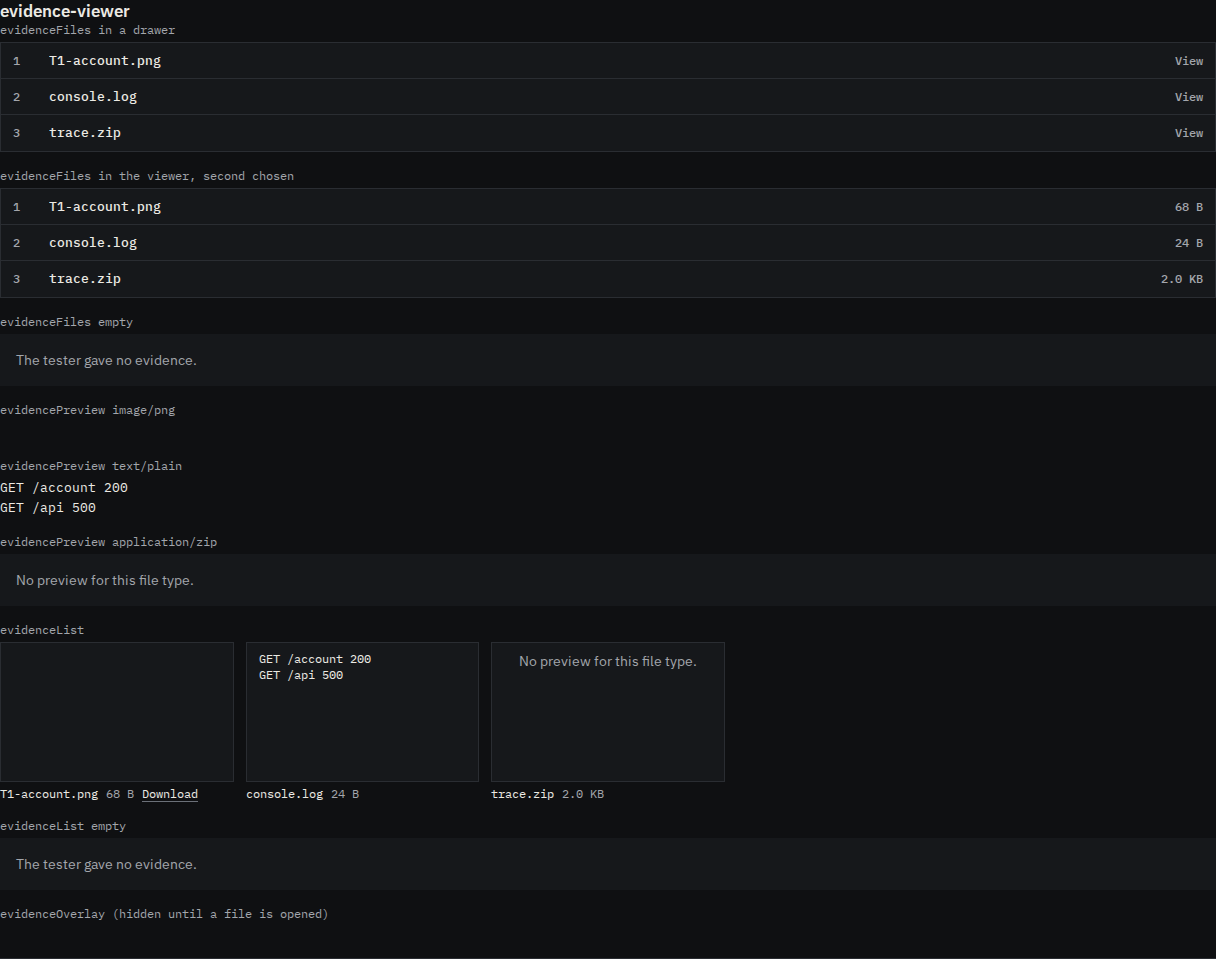 evidence-viewer
evidenceFiles in a drawer
1 T1-account.png View
2 console.log View
3 trace.zip View
evidenceFiles in the viewer, second chosen
1 T1-account.png 68 B
2 console.log 24 B
3 trace.zip 2.0 KB
evidenceFiles empty
The tester gave no evidence.
evidencePreview image/png
evidencePreview text/plain
GET /account 200
GET /api 500
evidencePreview application/zip
No preview for this file type.
evidenceList
GET /account 200
GET /api 500
No preview for this file type.
T1-account.png 68 B Download
console.log 24 B
trace.zip 2.0 KB
evidenceList empty
The tester gave no evidence.
evidenceOverlay (hidden until a file is opened)